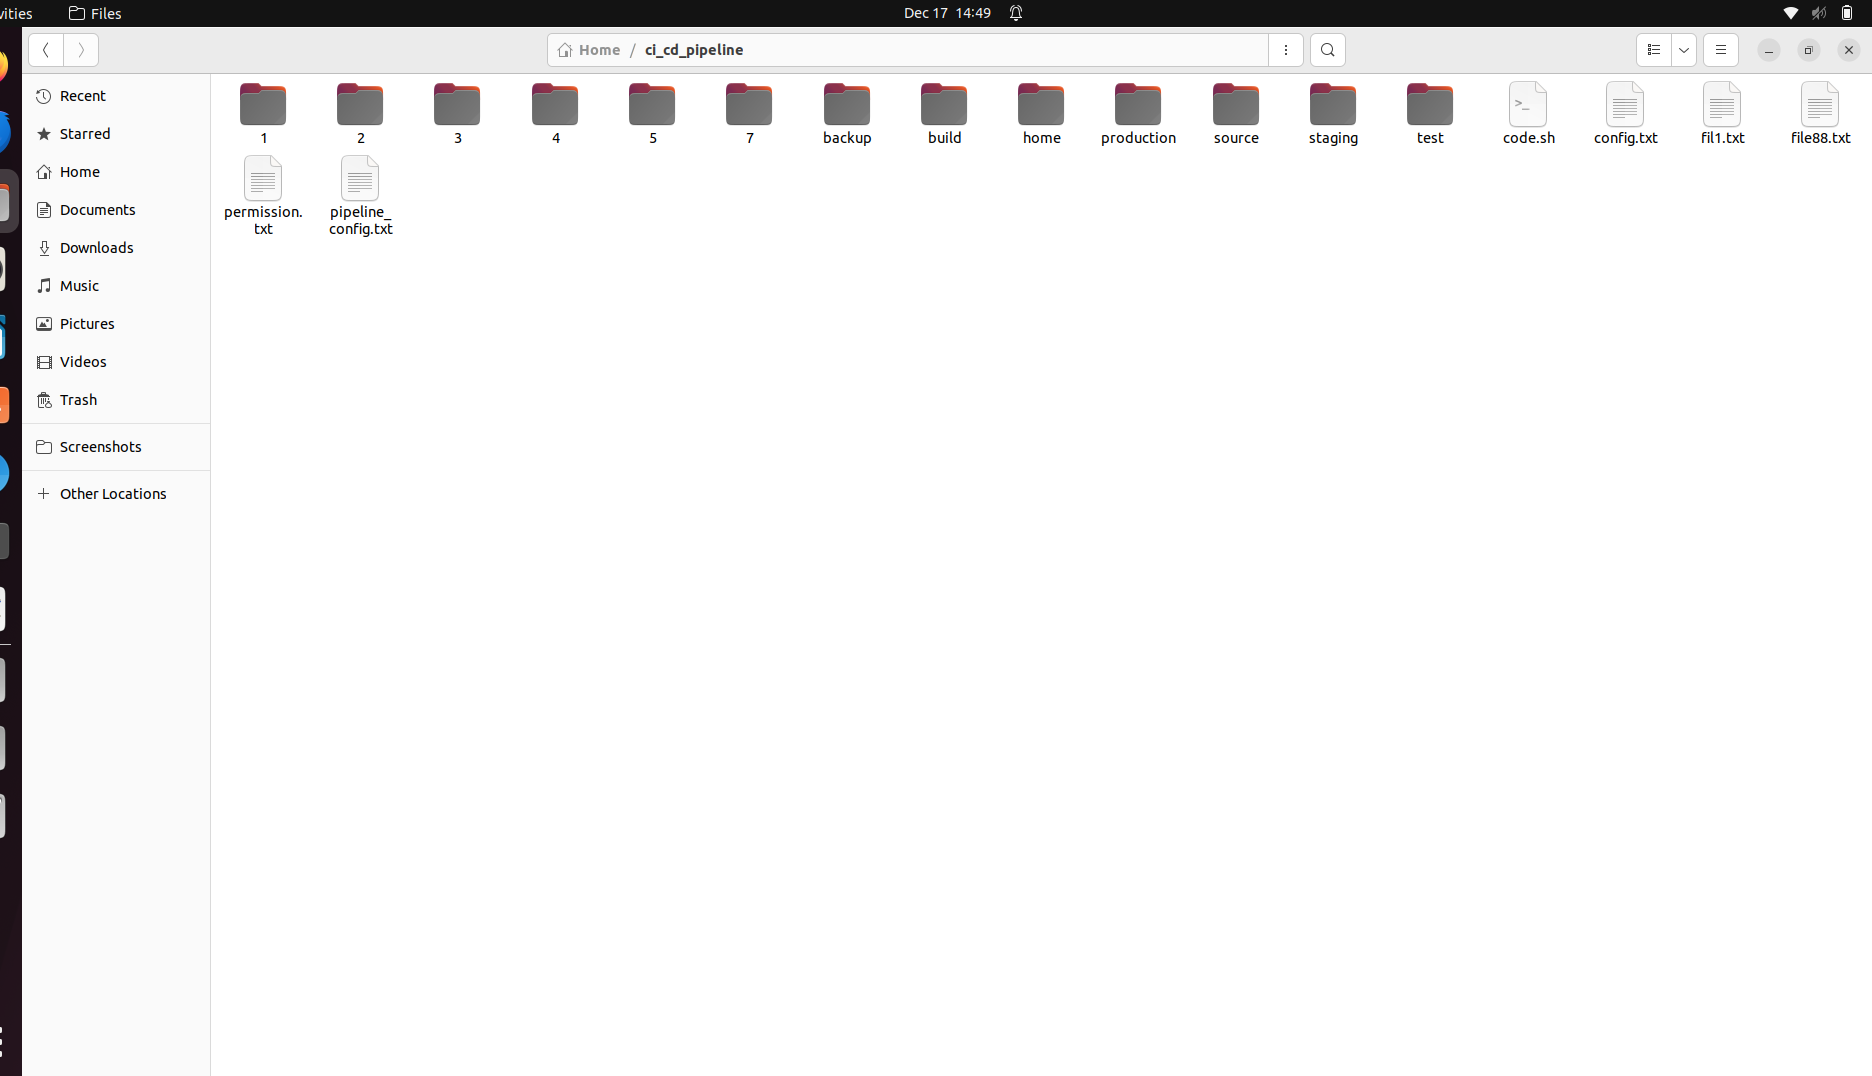 vities Files Dec 17 14:49
Home / ci_cd_pipeline
Recent
Starred
Home
Documents
Downloads
Music
Pictures
Videos
Trash
Screenshots
Other Locations
1 2 3 4 5 7 backup build home production source staging test code.sh config.txt fil1.txt file88.txt
permission.
txt
pipeline_
config.txt